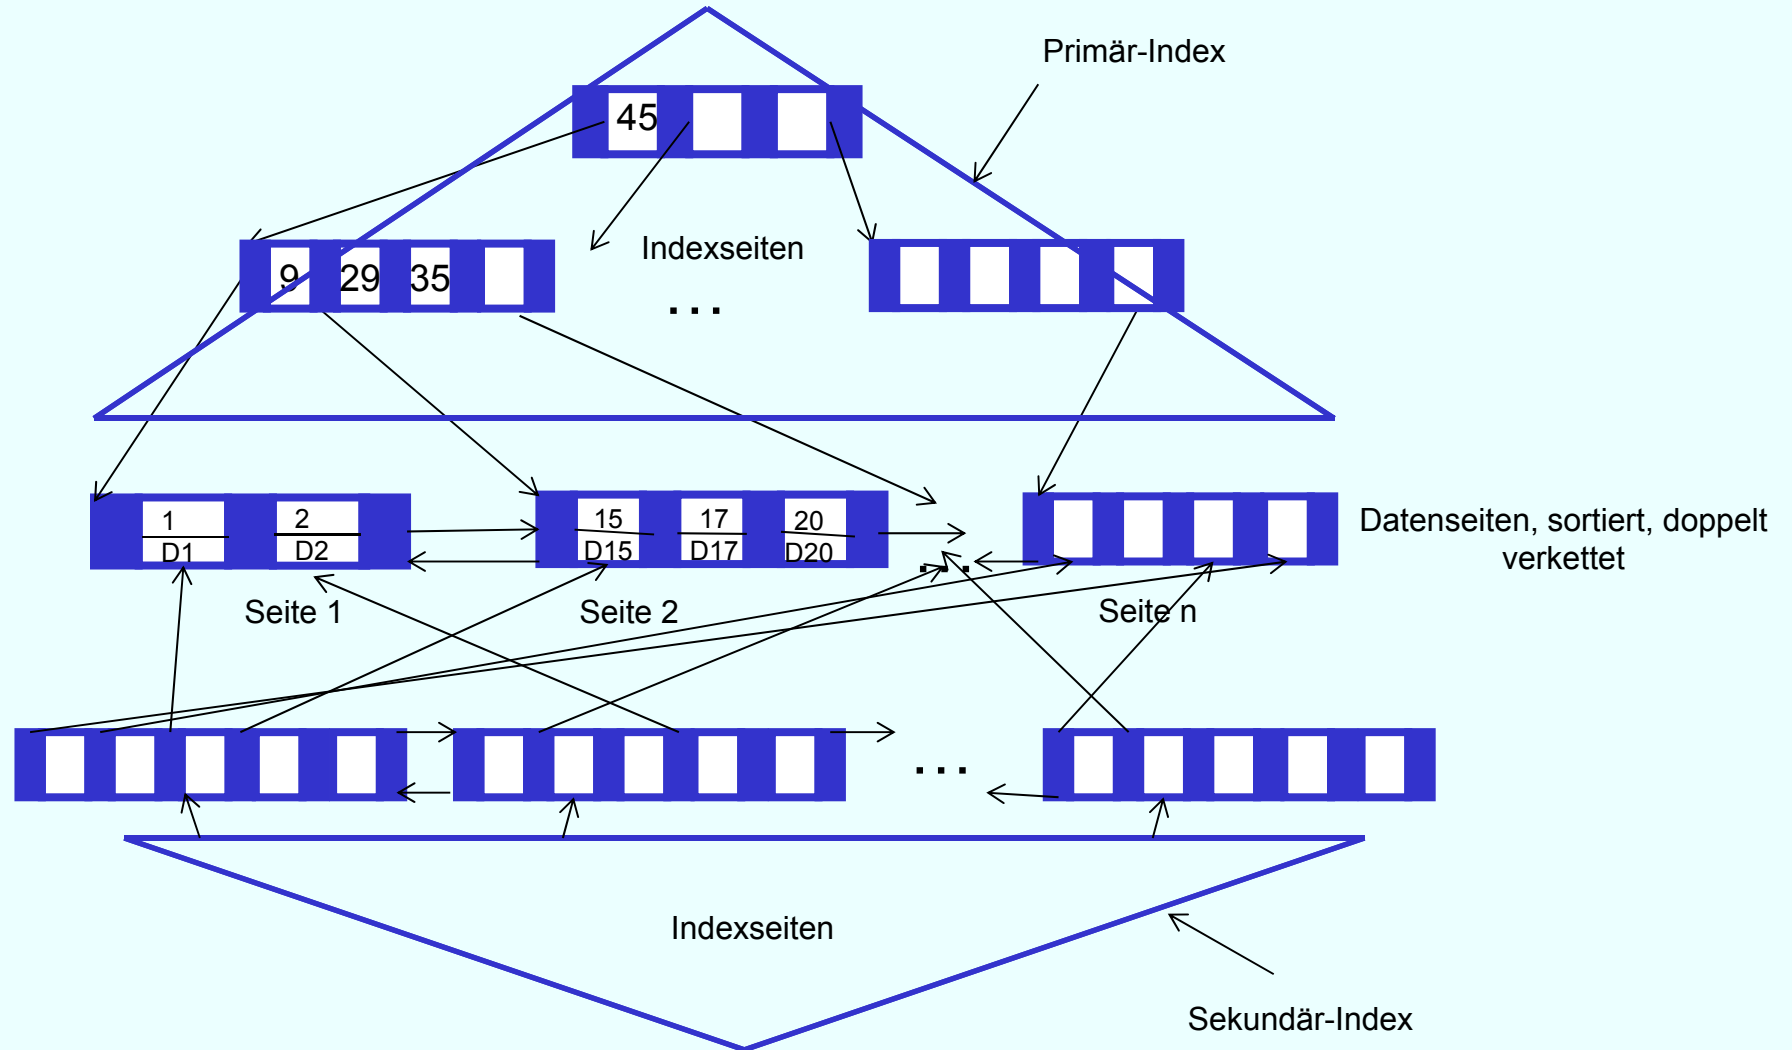 Primär-Index
45
Indexseiten
9 29 35
...
1 2 15 17 20
D1 D2 D15 D17 D20
...
Datenseiten, sortiert, doppelt
verkettet
Seite 1 Seite 2 Seite n
...
Indexseiten
Sekundär-Index